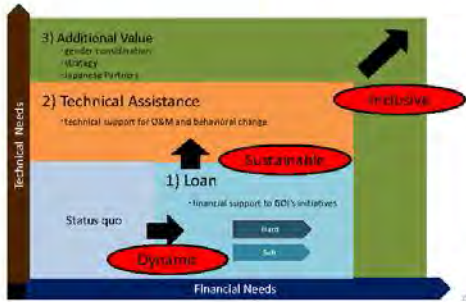 3) Additional Value
・gender consideration
・strategy
・Japanese Partners
Inclusive
2) Technical Assistance
・technical support for O&M and behavioral change
Sustainable
1) Loan
・financial support to GOI's initiatives
Status quo
Hard
Soft
Dynamic
Technical Needs
Financial Needs